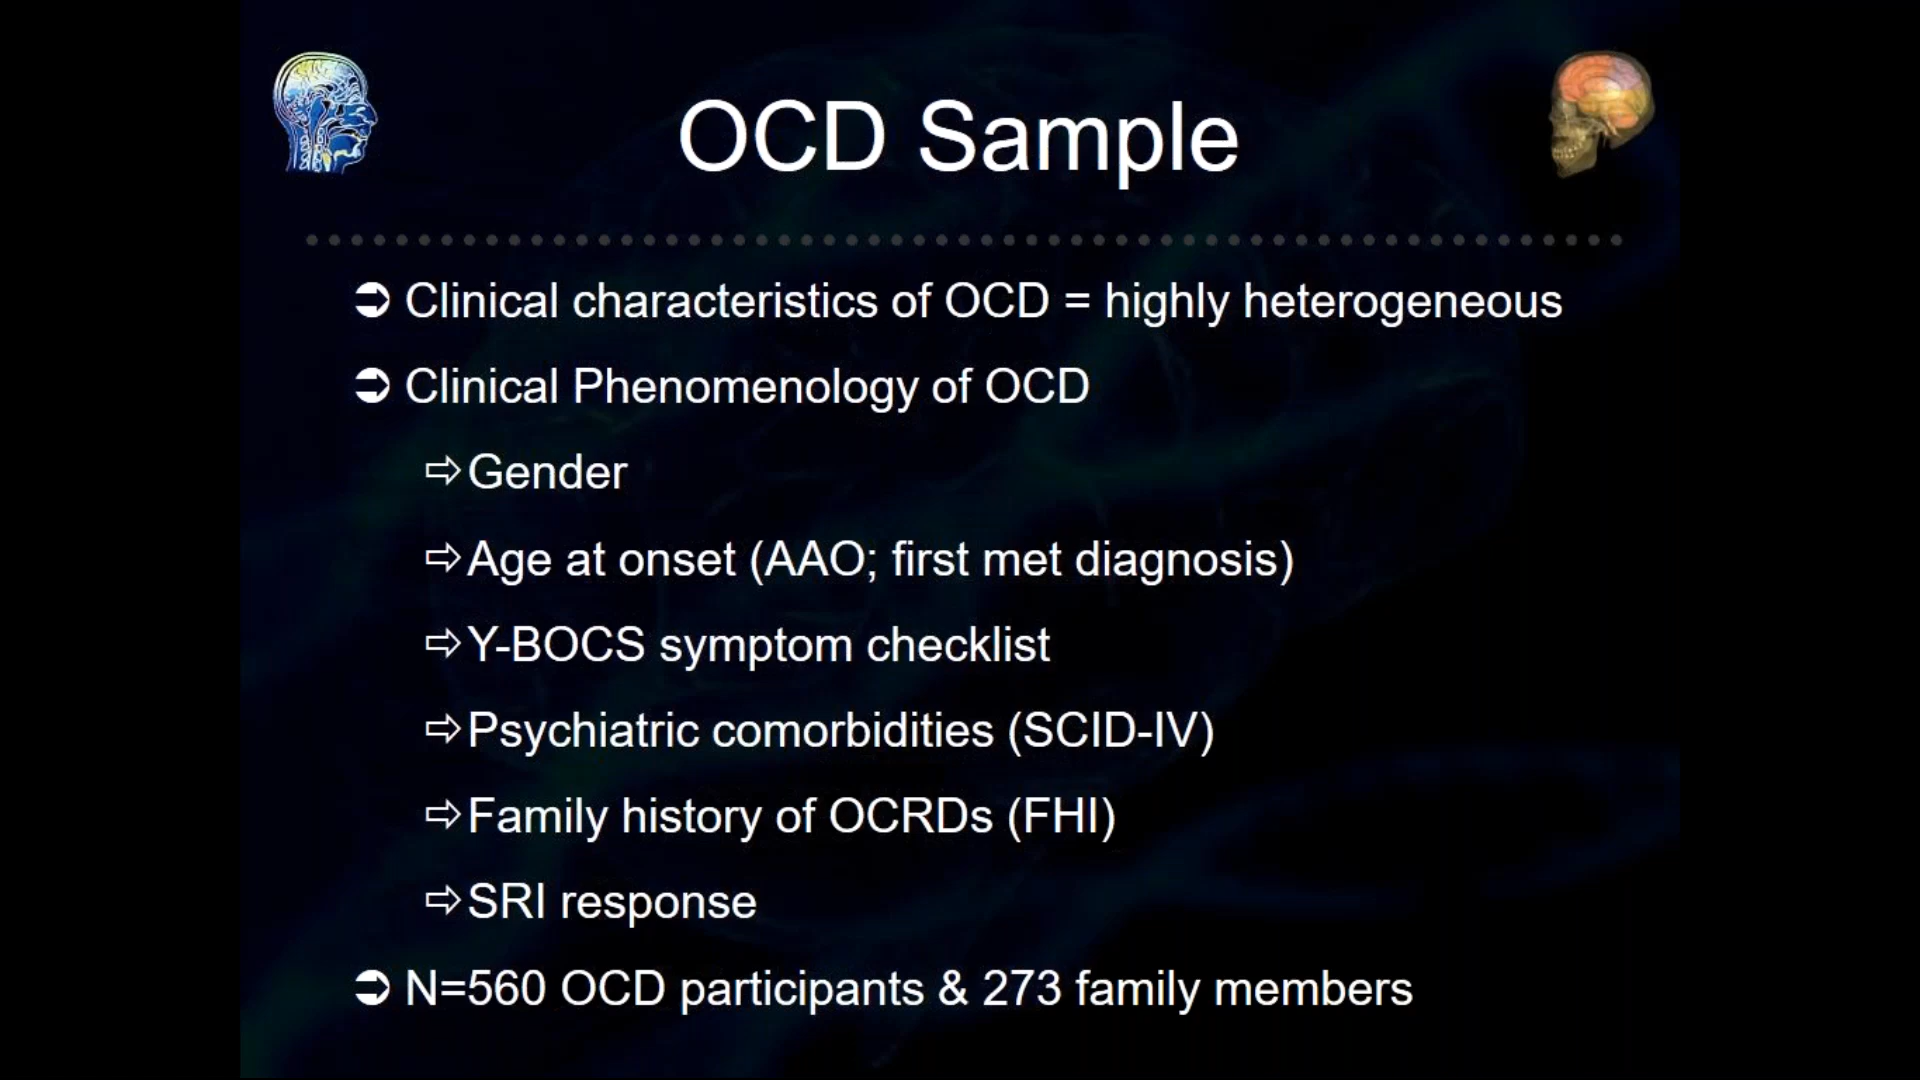 OCD Sample
➲ Clinical characteristics of OCD = highly heterogeneous
➲ Clinical Phenomenology of OCD
⇨Gender
⇨Age at onset (AAO; first met diagnosis)
⇨Y-BOCS symptom checklist
⇨Psychiatric comorbidities (SCID-IV)
⇨Family history of OCRDs (FHI)
⇨SRI response
➲ N=560 OCD participants & 273 family members